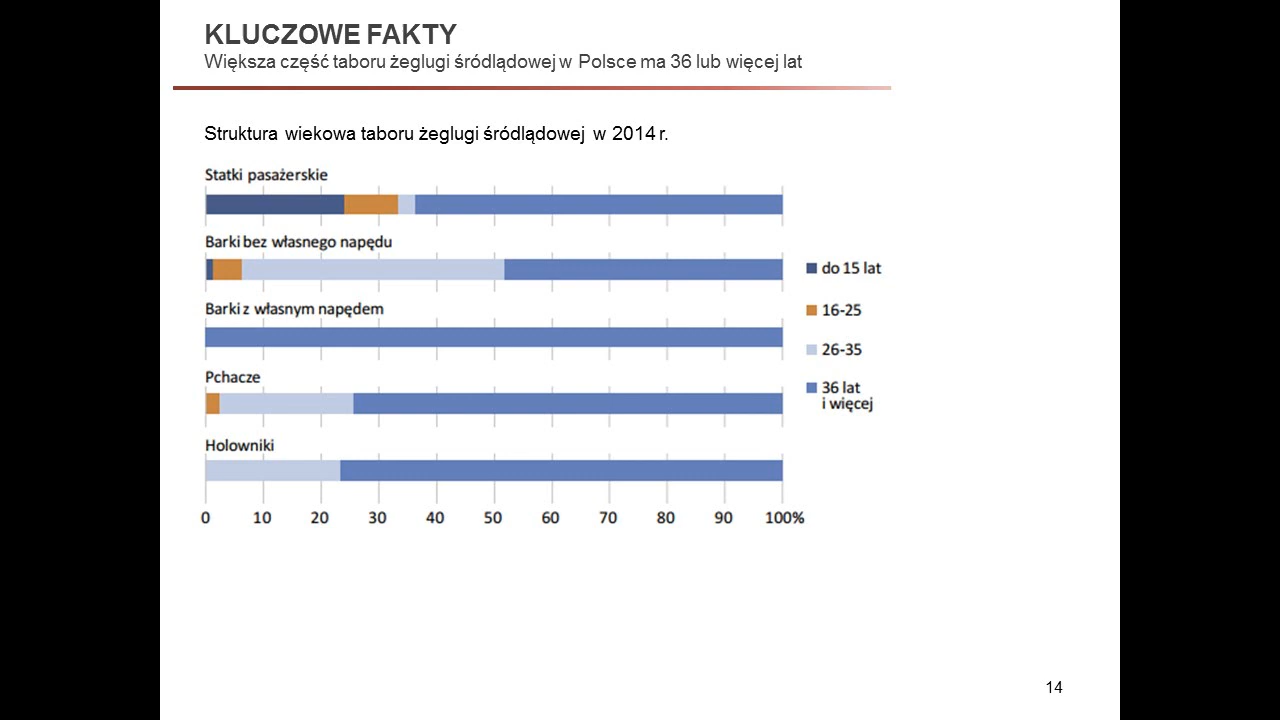 KLUCZOWE FAKTY
Większa część taboru żeglugi śródlądowej w Polsce ma 36 lub więcej lat
Struktura wiekowa taboru żeglugi śródlądowej w 2014 r.
Statki pasażerskie
Barki bez własnego napędu
Barki z własnym napędem
Pchacze
Holowniki
0 10 20 30 40 50 60 70 80 90 100%
do 15 lat
16-25
26-35
36 lat
i więcej
14